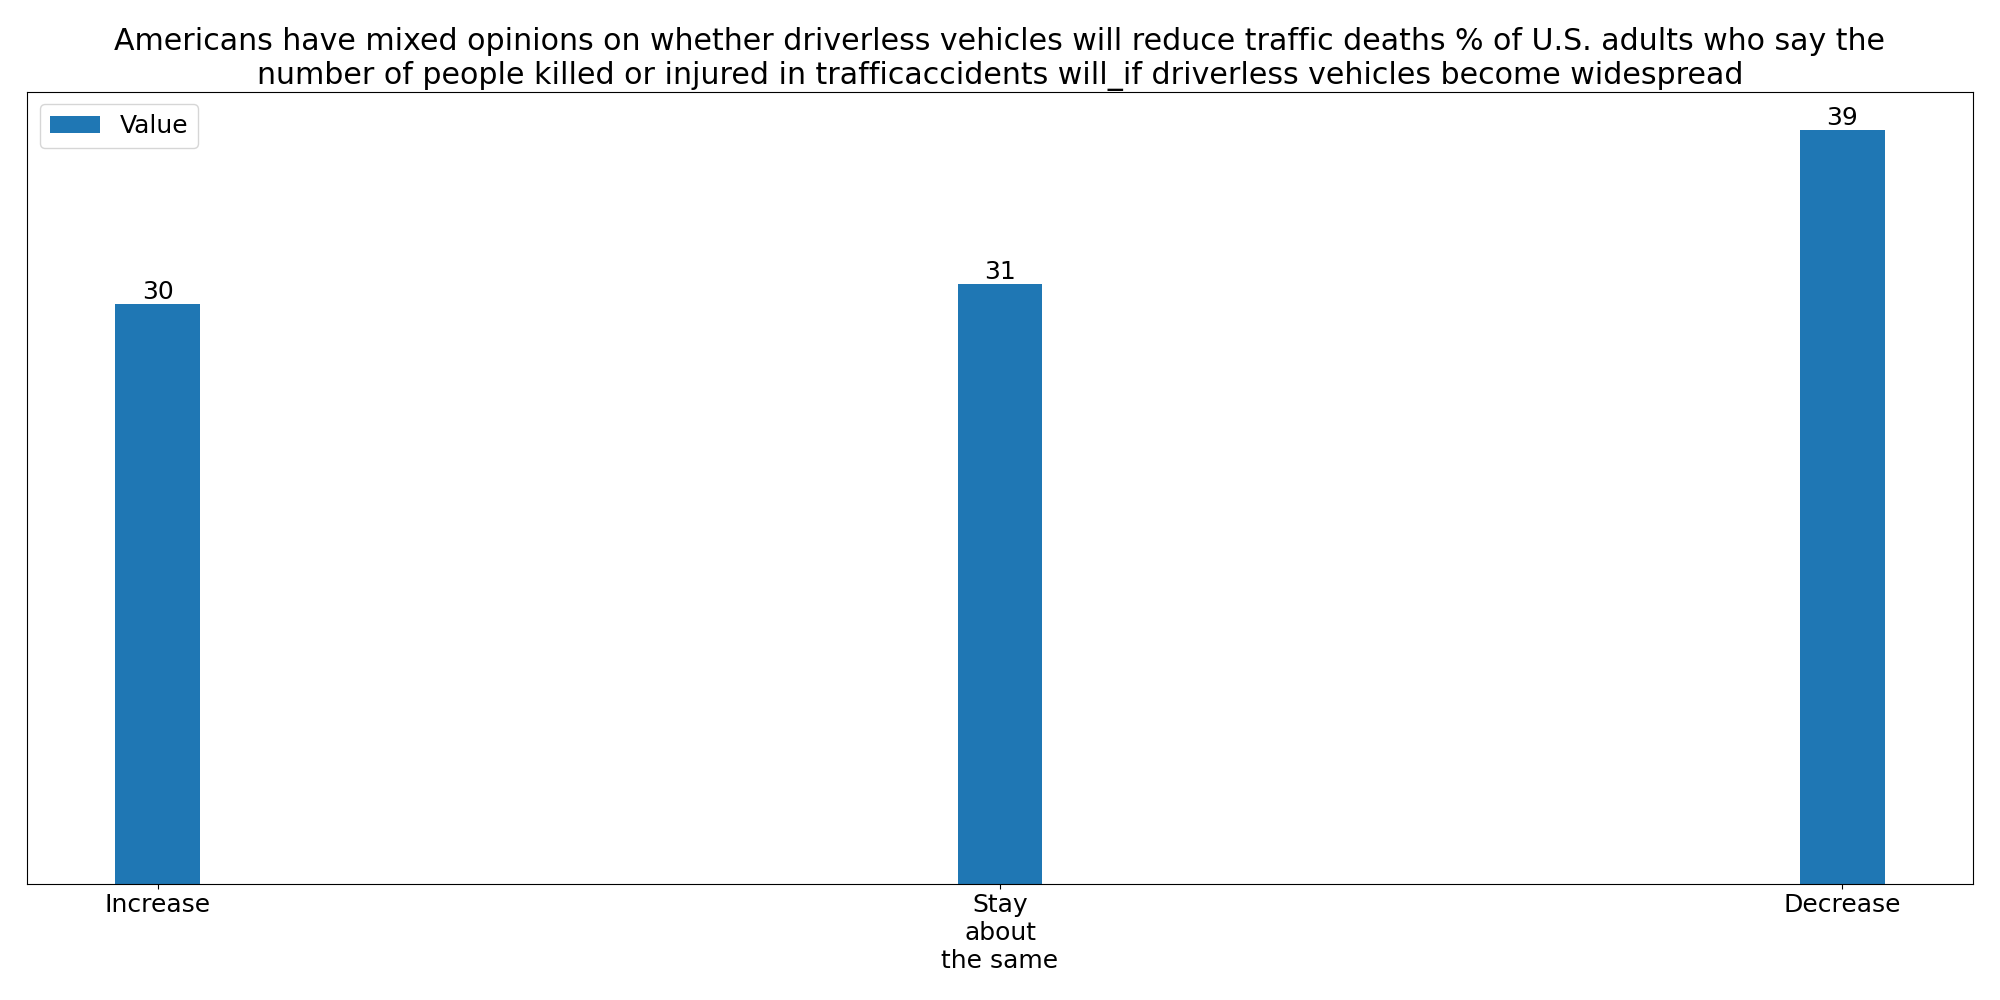 Americans have mixed opinions on whether driverless vehicles will reduce traffic deaths % of U.S. adults who say the
number of people killed or injured in trafficaccidents will_if driverless vehicles become widespread
Value
30
31
39
Increase
Stay
about
the same
Decrease